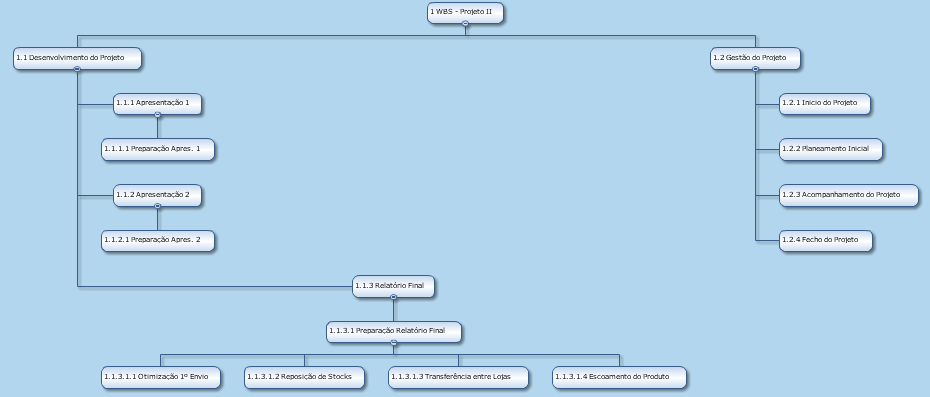 1 WBS - Projeto II
1.1 Desenvolvimento do Projeto
1.2 Gestão do Projeto
1.1.1 Apresentação 1
1.2.1 Inicio do Projeto
1.1.1.1 Preparação Apres. 1
1.2.2 Planeamento Inicial
1.1.2 Apresentação 2
1.2.3 Acompanhamento do Projeto
1.1.2.1 Preparação Apres. 2
1.2.4 Fecho do Projeto
1.1.3 Relatório Final
1.1.3.1 Preparação Relatório Final
1.1.3.1.1 Otimização 1º Envio
1.1.3.1.2 Reposição de Stocks
1.1.3.1.3 Transferência entre Lojas
1.1.3.1.4 Escoamento do Produto